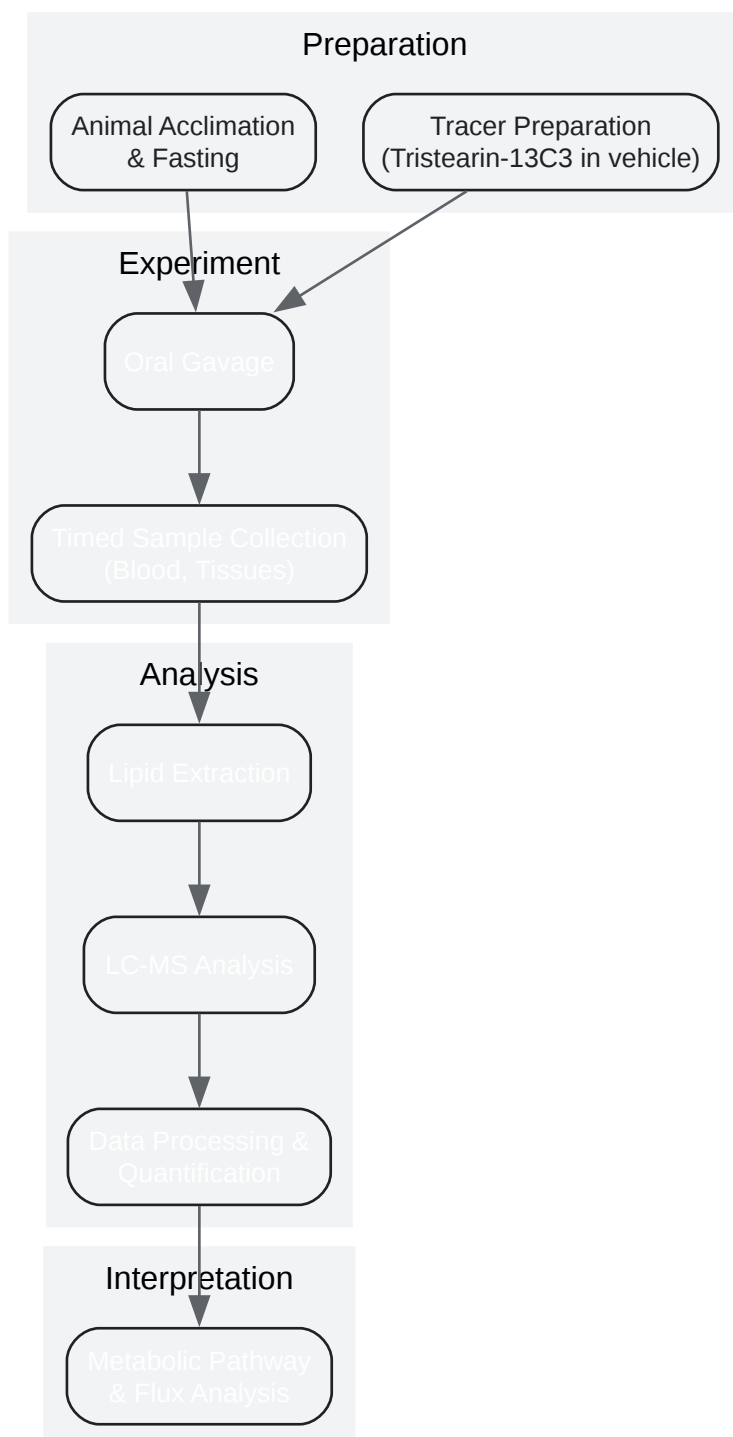 Preparation
Animal Acclimation
& Fasting
Tracer Preparation
(Tristearin-13C3 in vehicle)
Experiment
Oral Gavage
Timed Sample Collection
(Blood, Tissues)
Analysis
Lipid Extraction
LC-MS Analysis
Data Processing &
Quantification
Interpretation
Metabolic Pathway
& Flux Analysis